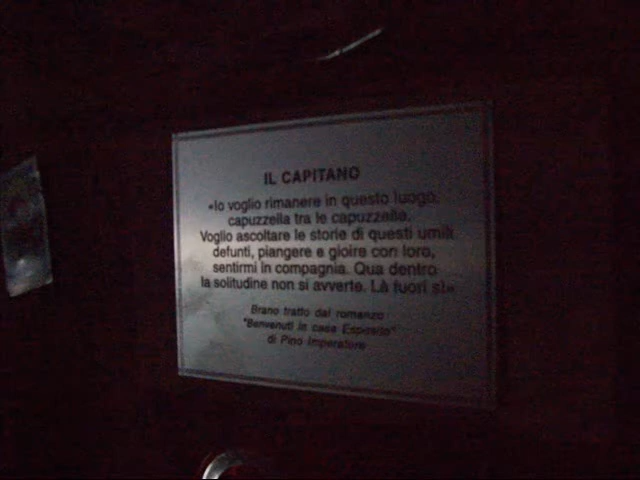 IL CAPITANO
«Io voglio rimanere in questo luogo,
capuzzella tra le capuzzelle.
Voglio ascoltare le storie di questi umili
defunti, piangere e gioire con loro,
sentirmi in compagnia. Qua dentro
la solitudine non si avverte. Là fuori sì»
Brano tratto dal romanzo
"Benvenuti in casa Esposito"
di Pino Imperatore